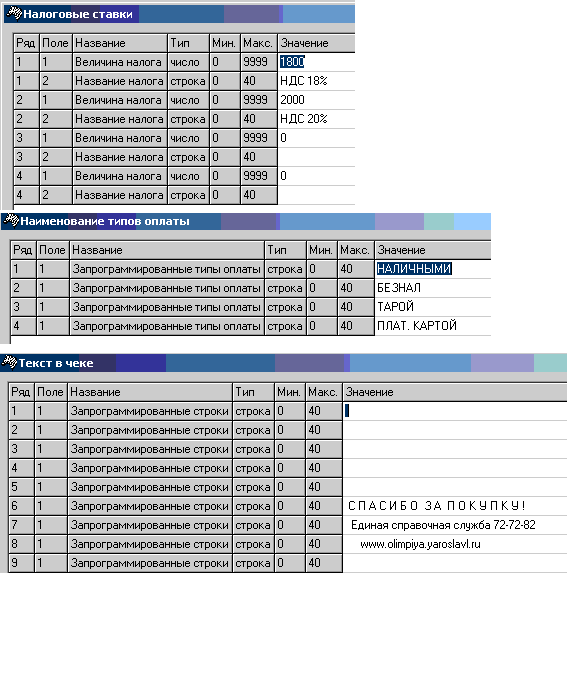 Налоговые ставки
Ряд Поле Название Тип Мин. Макс. Значение
1 1 Величина налога число 0 9999 1800
1 2 Название налога строка 0 40 НДС 18%
2 1 Величина налога число 0 9999 2000
2 2 Название налога строка 0 40 НДС 20%
3 1 Величина налога число 0 9999 0
3 2 Название налога строка 0 40
4 1 Величина налога число 0 9999 0
4 2 Название налога строка 0 40
Наименование типов оплаты
Ряд Поле Название Тип Мин. Макс. Значение
1 1 Запрограммированные типы оплаты строка 0 40 НАЛИЧНЫМИ
2 1 Запрограммированные типы оплаты строка 0 40 БЕЗНАЛ
3 1 Запрограммированные типы оплаты строка 0 40 ТАРОЙ
4 1 Запрограммированные типы оплаты строка 0 40 ПЛАТ. КАРТОЙ
Текст в чеке
Ряд Поле Название Тип Мин. Макс. Значение
1 1 Запрограммированные строки строка 0 40
2 1 Запрограммированные строки строка 0 40
3 1 Запрограммированные строки строка 0 40
4 1 Запрограммированные строки строка 0 40
5 1 Запрограммированные строки строка 0 40
6 1 Запрограммированные строки строка 0 40 С П А С И Б О З А П О К У П К У !
7 1 Запрограммированные строки строка 0 40 Единая справочная служба 72-72-82
8 1 Запрограммированные строки строка 0 40 www.olimpiya.yaroslavl.ru
9 1 Запрограммированные строки строка 0 40